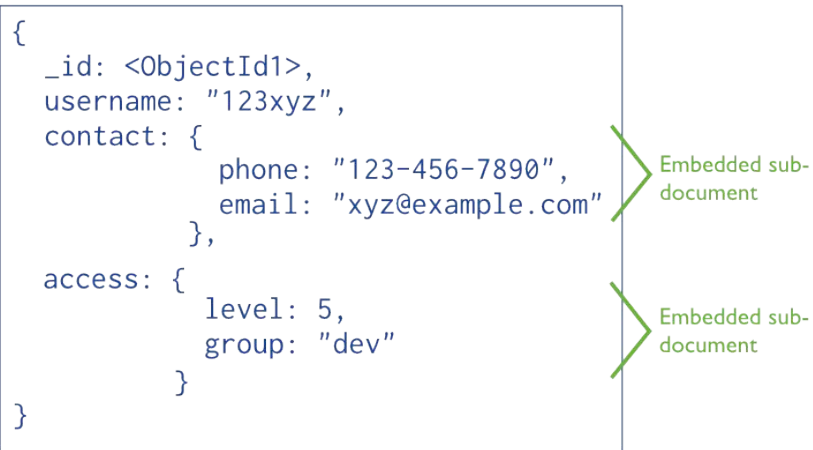 {
_id: <ObjectId1>,
username: "123xyz",
contact: {
phone: "123-456-7890",
email: "xyz@example.com"
},
access: {
level: 5,
group: "dev"
}
}
Embedded sub-
document
Embedded sub-
document